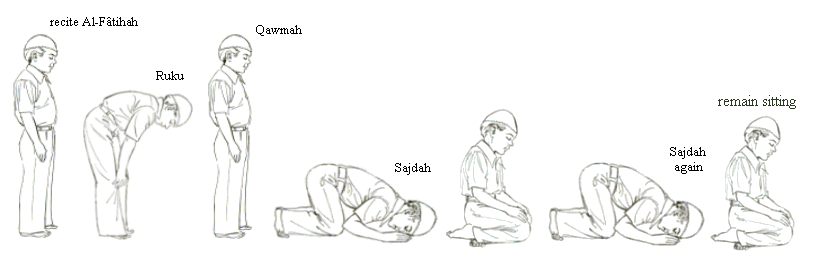 recite Al-Fâtihah
Ruku
Qawmah
Sajdah
Sajdah
again
remain sitting